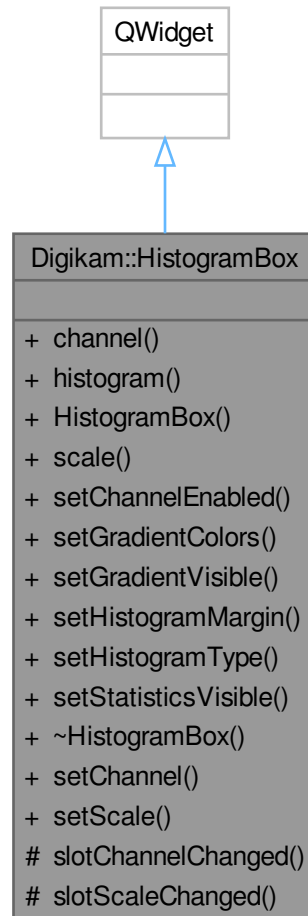 QWidget
Digikam::HistogramBox
+ channel()
+ histogram()
+ HistogramBox()
+ scale()
+ setChannelEnabled()
+ setGradientColors()
+ setGradientVisible()
+ setHistogramMargin()
+ setHistogramType()
+ setStatisticsVisible()
+ ~HistogramBox()
+ setChannel()
+ setScale()
# slotChannelChanged()
# slotScaleChanged()